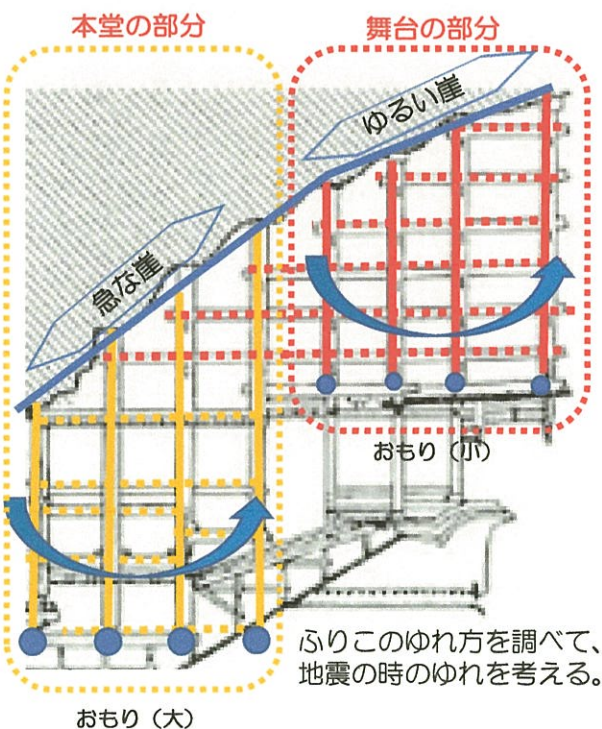 本堂の部分
舞台の部分
ゆるい崖
急な崖
おもり（小）
ふりこのゆれ方を調べて、
地震の時のゆれを考える。
おもり（大）